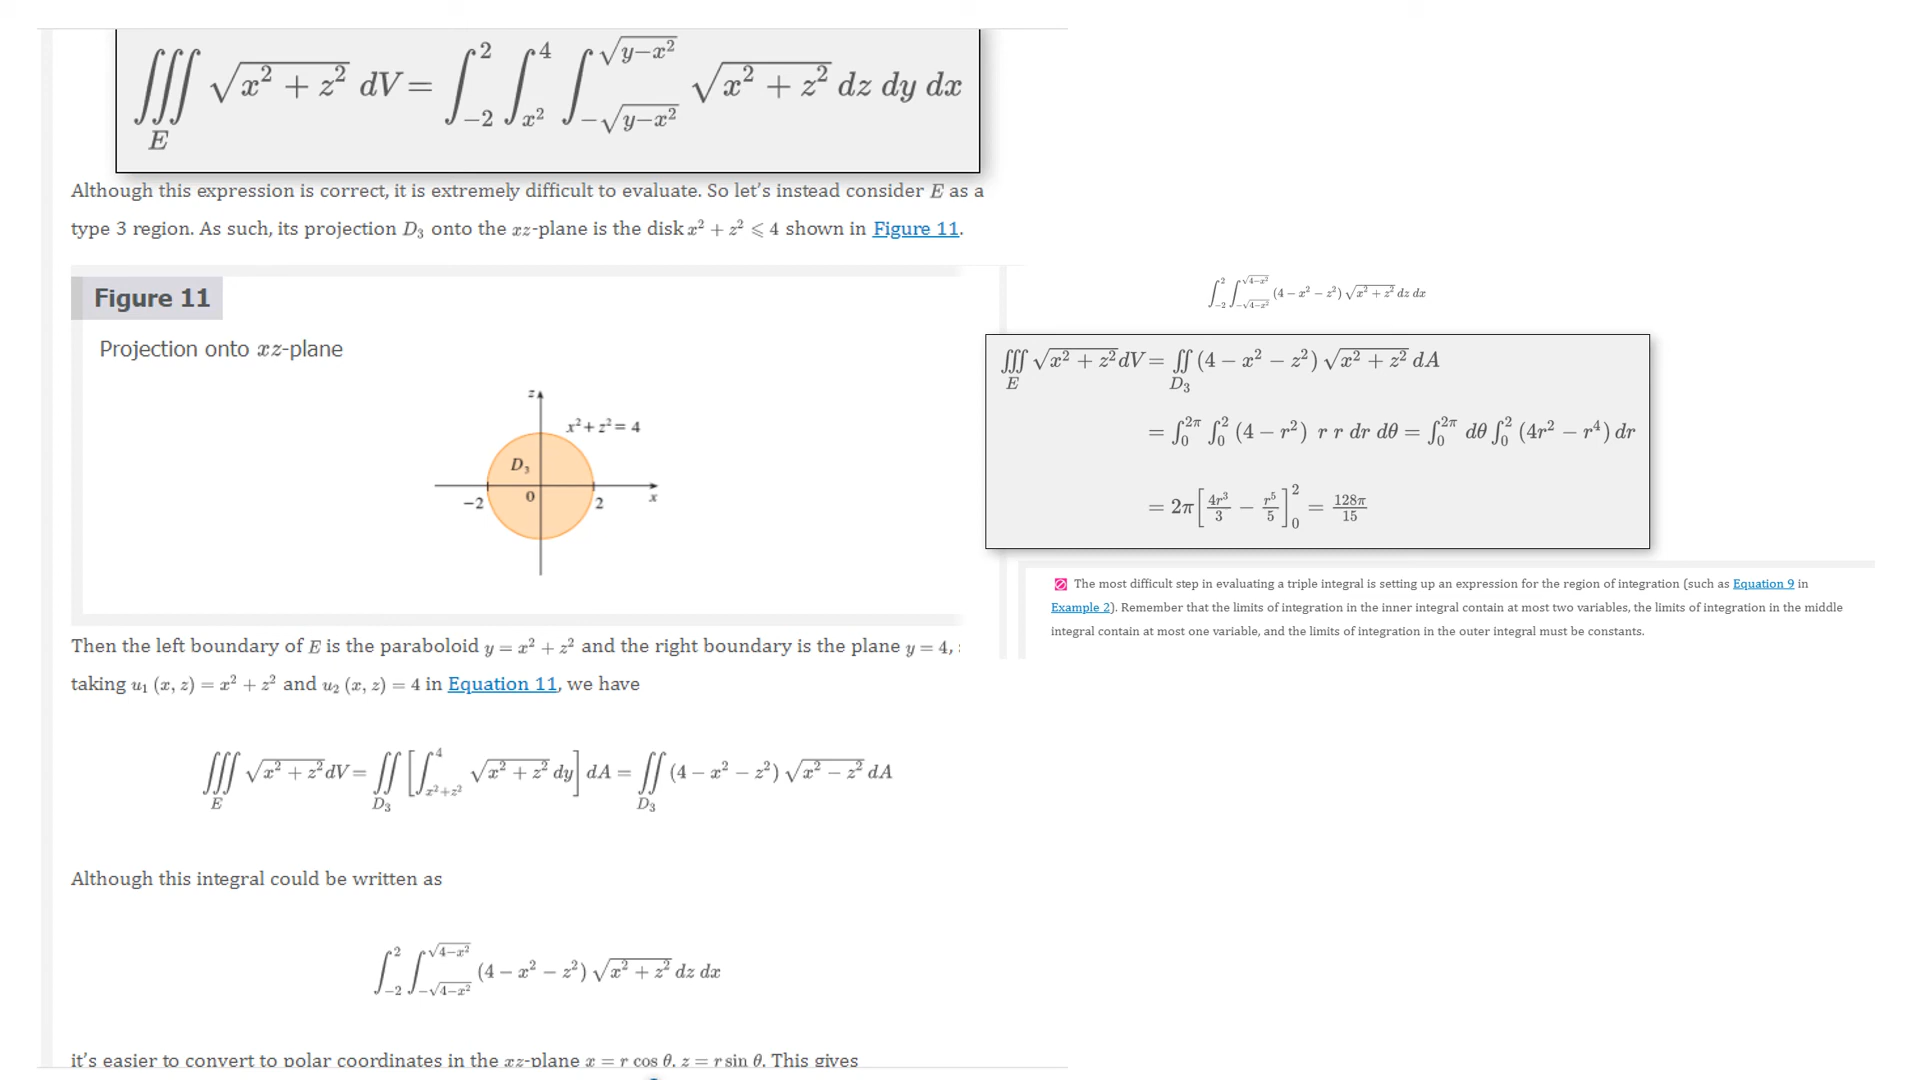 ∭_E √(x² + z²) dV = ∫_{−2}^{2} ∫_{x²}^{4} ∫_{−√(y−x²)}^{√(y−x²)} √(x² + z²) dz dy dx
Although this expression is correct, it is extremely difficult to evaluate. So let's instead consider E as a
type 3 region. As such, its projection D₃ onto the xz-plane is the disk x² + z² ⩽ 4 shown in Figure 11.
Figure 11
Projection onto xz-plane
z
x² + z² = 4
D₃
−2
0
2
x
Then the left boundary of E is the paraboloid y = x² + z² and the right boundary is the plane y = 4,
taking u₁ (x, z) = x² + z² and u₂ (x, z) = 4 in Equation 11, we have
∭_E √(x² + z²) dV = ∬_{D₃} [∫_{x²+z²}^{4} √(x² + z²) dy] dA = ∬_{D₃} (4 − x² − z²) √(x² − z²) dA
Although this integral could be written as
∫_{−2}^{2} ∫_{−√(4−x²)}^{√(4−x²)} (4 − x² − z²) √(x² + z²) dz dx
it's easier to convert to polar coordinates in the xz-plane x = r cos θ, z = r sin θ. This gives
∫_{−2}^{2} ∫_{−√(4−x²)}^{√(4−x²)} (4 − x² − z²) √(x² + z²) dz dx
∭_E √(x² + z²) dV = ∬_{D₃} (4 − x² − z²) √(x² + z²) dA
= ∫_0^{2π} ∫_0^2 (4 − r²) r r dr dθ = ∫_0^{2π} dθ ∫_0^2 (4r² − r⁴) dr
= 2π [4r³/3 − r⁵/5]_0^2 = 128π/15
The most difficult step in evaluating a triple integral is setting up an expression for the region of integration (such as Equation 9 in
Example 2). Remember that the limits of integration in the inner integral contain at most two variables, the limits of integration in the middle
integral contain at most one variable, and the limits of integration in the outer integral must be constants.